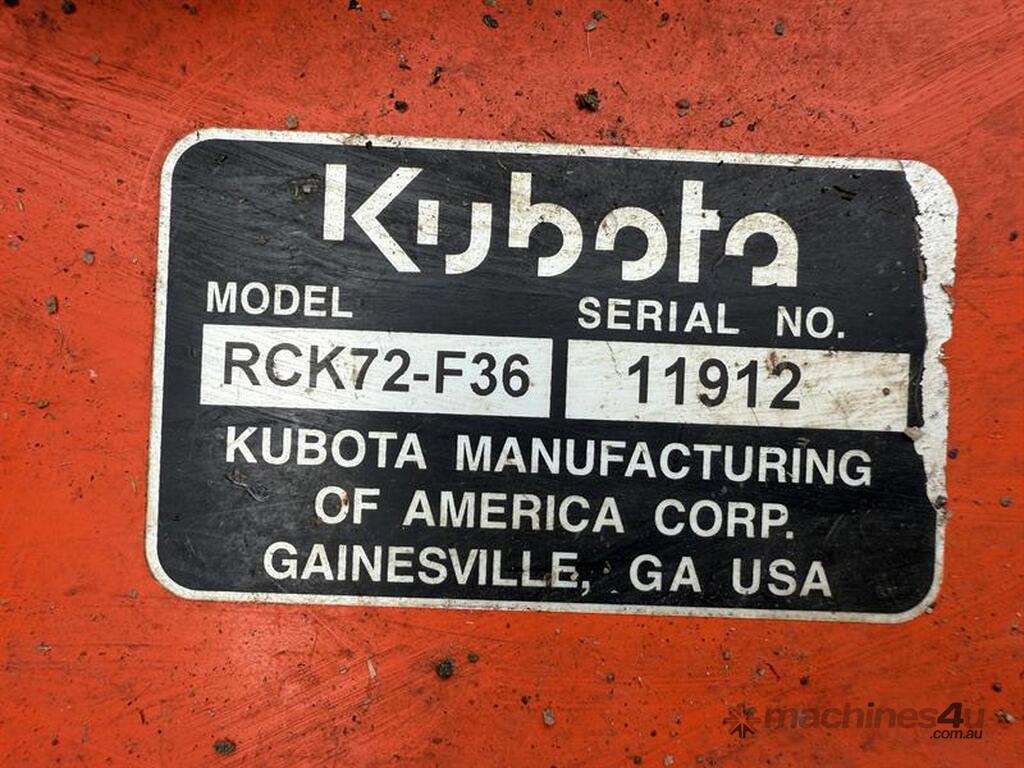 Kubota
MODEL SERIAL NO.
RCK72-F36 11912
KUBOTA MANUFACTURING
OF AMERICA CORP.
GAINESVILLE, GA USA
machines4u
.com.au